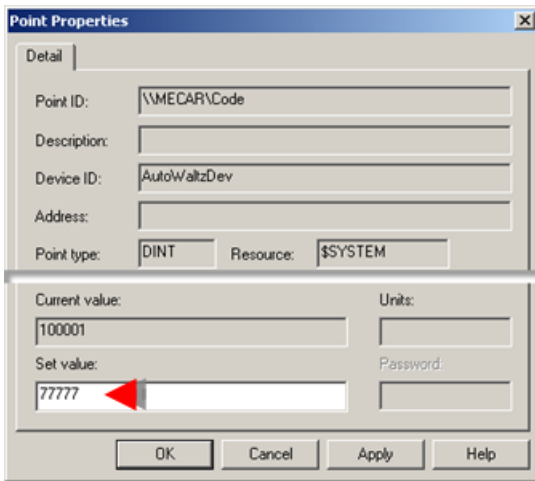 Point Properties
Detail
Point ID: \\MECAR\Code
Description:
Device ID: AutoWaltzDev
Address:
Point type: DINT Resource: $SYSTEM
Current value: Units:
100001
Set value: Password:
77777
OK Cancel Apply Help